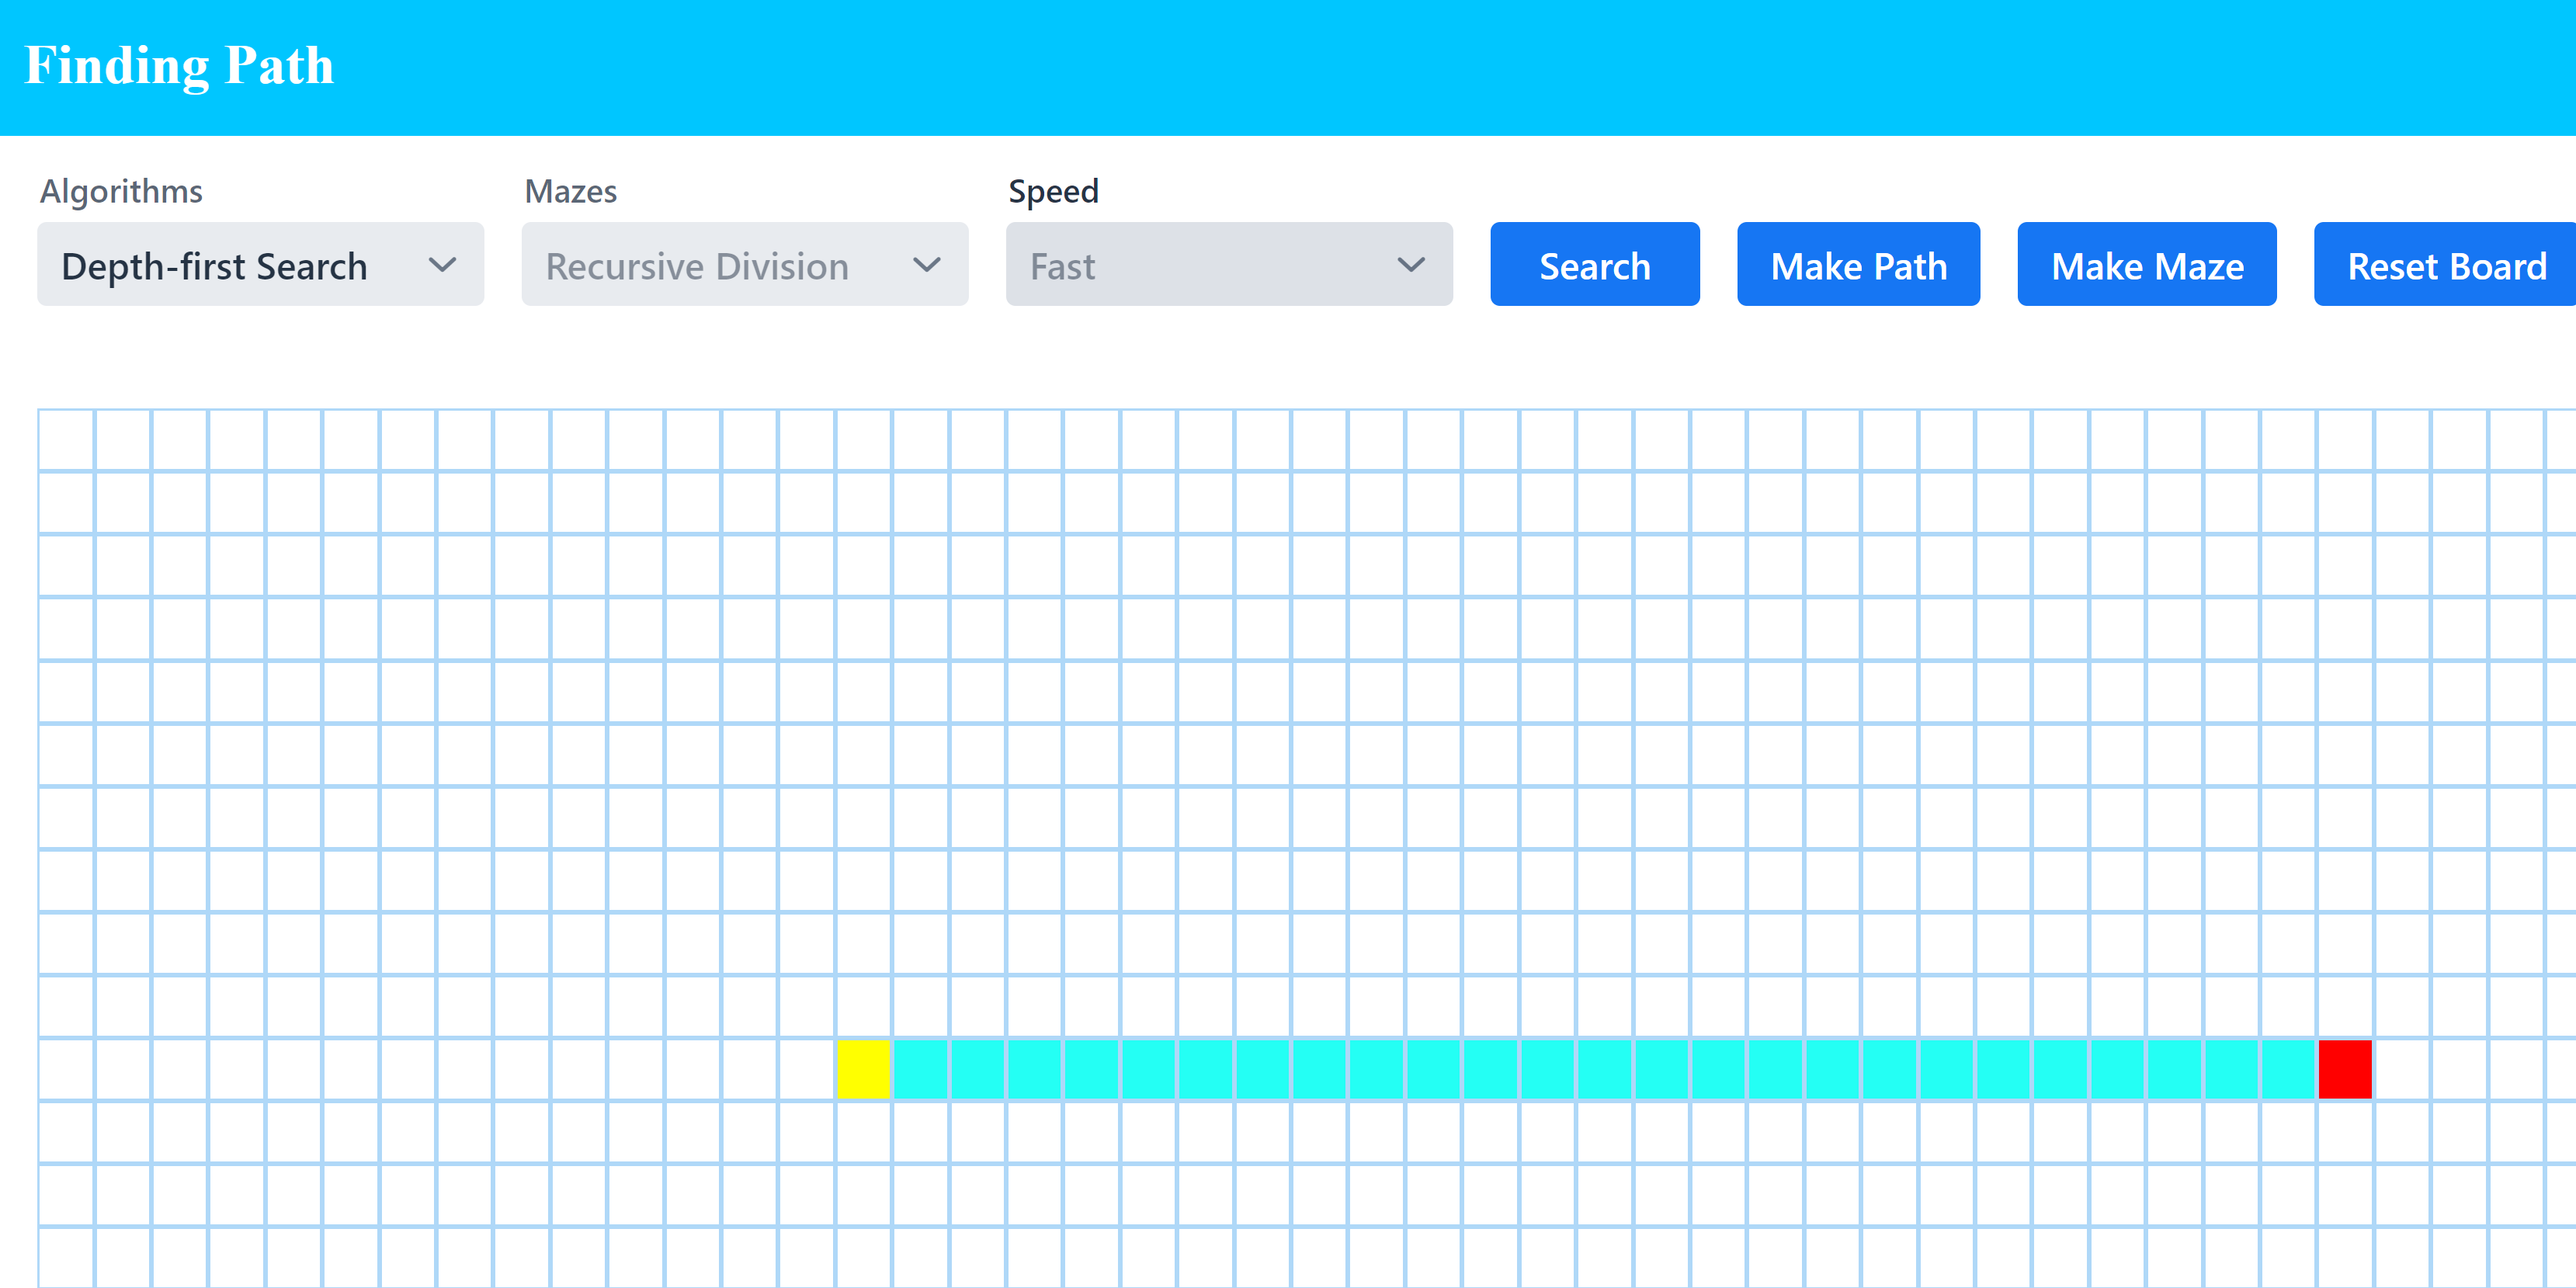 Finding Path
Algorithms Mazes Speed
Depth-first Search Recursive Division Fast Search Make Path Make Maze Reset Board